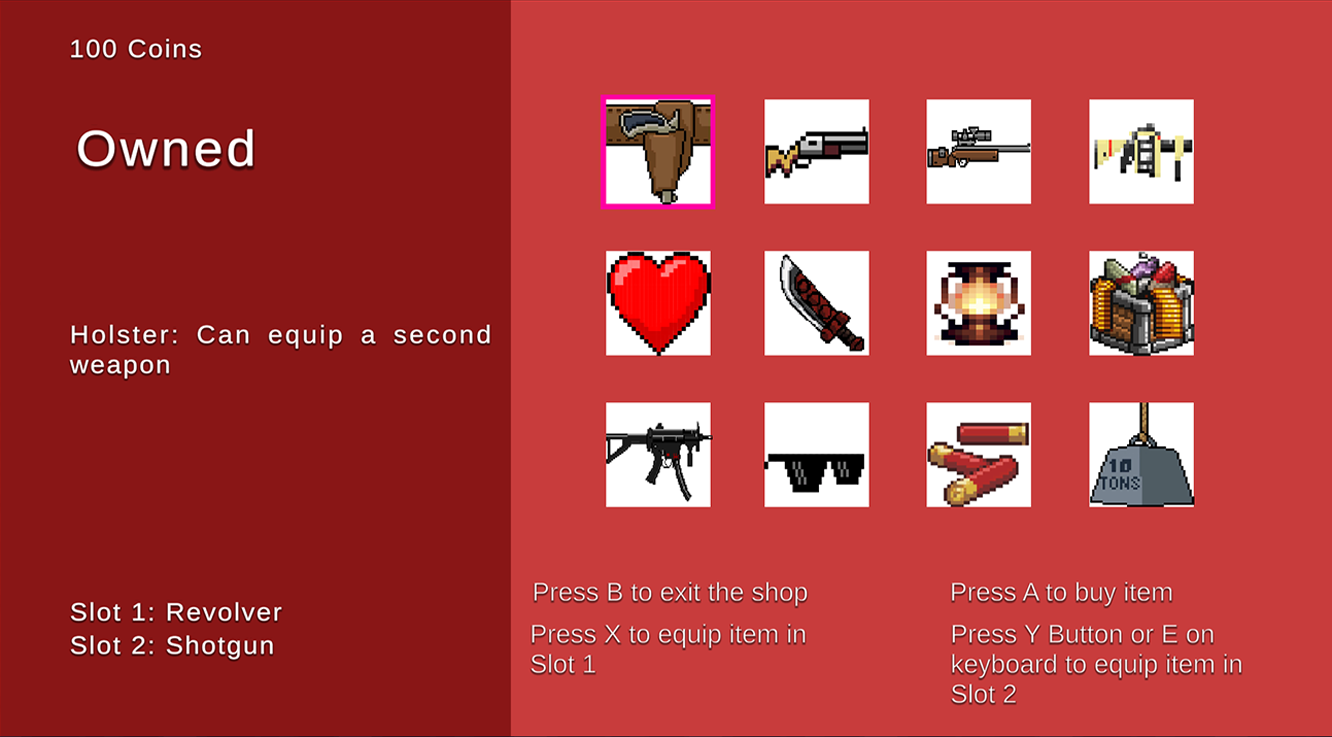 100 Coins
Owned
Holster: Can equip a second
weapon
10
TONS
Slot 1: Revolver
Slot 2: Shotgun
Press B to exit the shop
Press X to equip item in
Slot 1
Press A to buy item
Press Y Button or E on
keyboard to equip item in
Slot 2